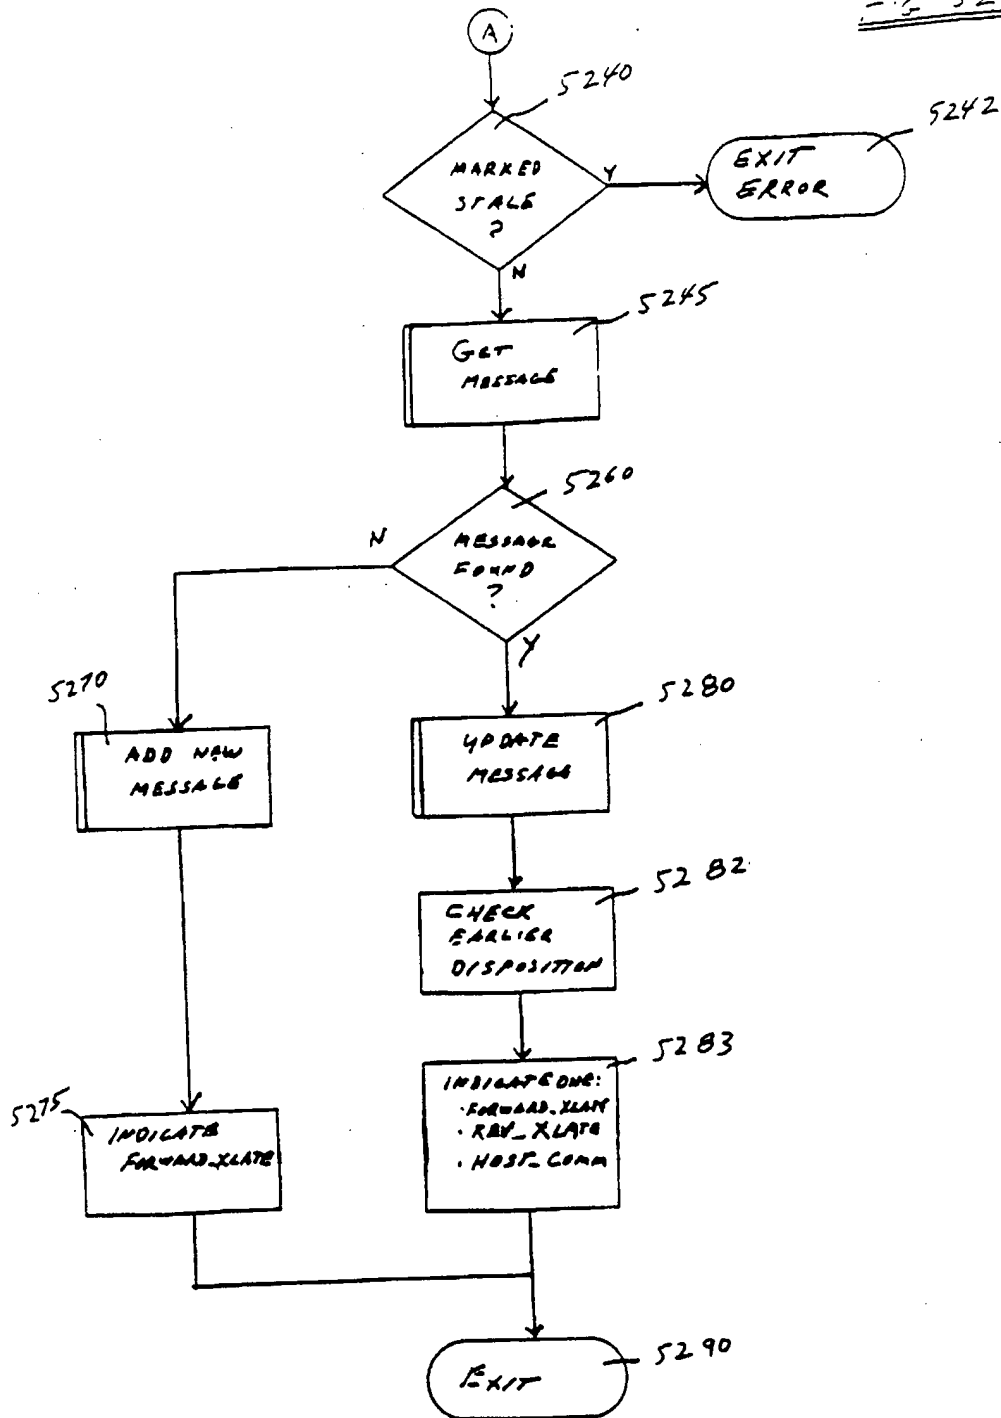 A
5240
MARKED
STALE
?
Y
N
5242
EXIT
ERROR
5245
GET
MESSAGE
5260
MESSAGE
FOUND
?
N
Y
5270
ADD NEW
MESSAGE
5280
UPDATE
MESSAGE
5282
CHECK
EARLIER
DISPOSITION
5283
INDICATE ONE:
· FORWARD_XLATE
· REV_XLATE
· HOST_COMM
5275
INDICATE
FORWARD_XLATE
5290
EXIT